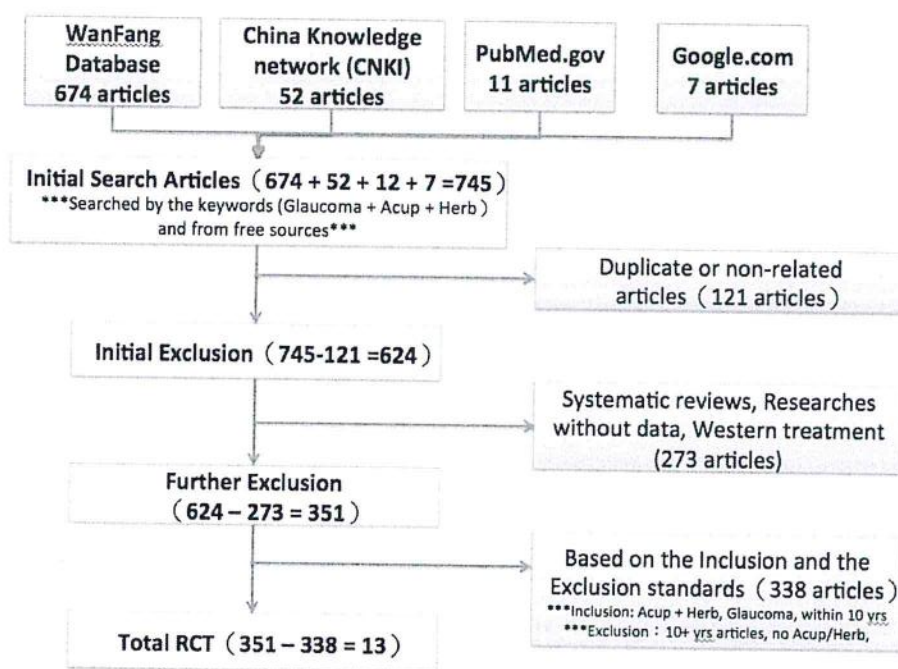 WanFang
Database
674 articles
China Knowledge
network (CNKI)
52 articles
PubMed.gov
11 articles
Google.com
7 articles
Initial Search Articles（674 + 52 + 12 + 7 =745）
***Searched by the keywords (Glaucoma + Acup + Herb）
and from free sources***
Duplicate or non-related
articles（121 articles）
Initial Exclusion（745-121 =624）
Systematic reviews, Researches
without data, Western treatment
(273 articles）
Further Exclusion
（624 – 273 = 351）
Based on the Inclusion and the
Exclusion standards（338 articles）
***Inclusion: Acup + Herb, Glaucoma, within 10 yrs
***Exclusion：10+ yrs articles, no Acup/Herb,
Total RCT（351 – 338 = 13）